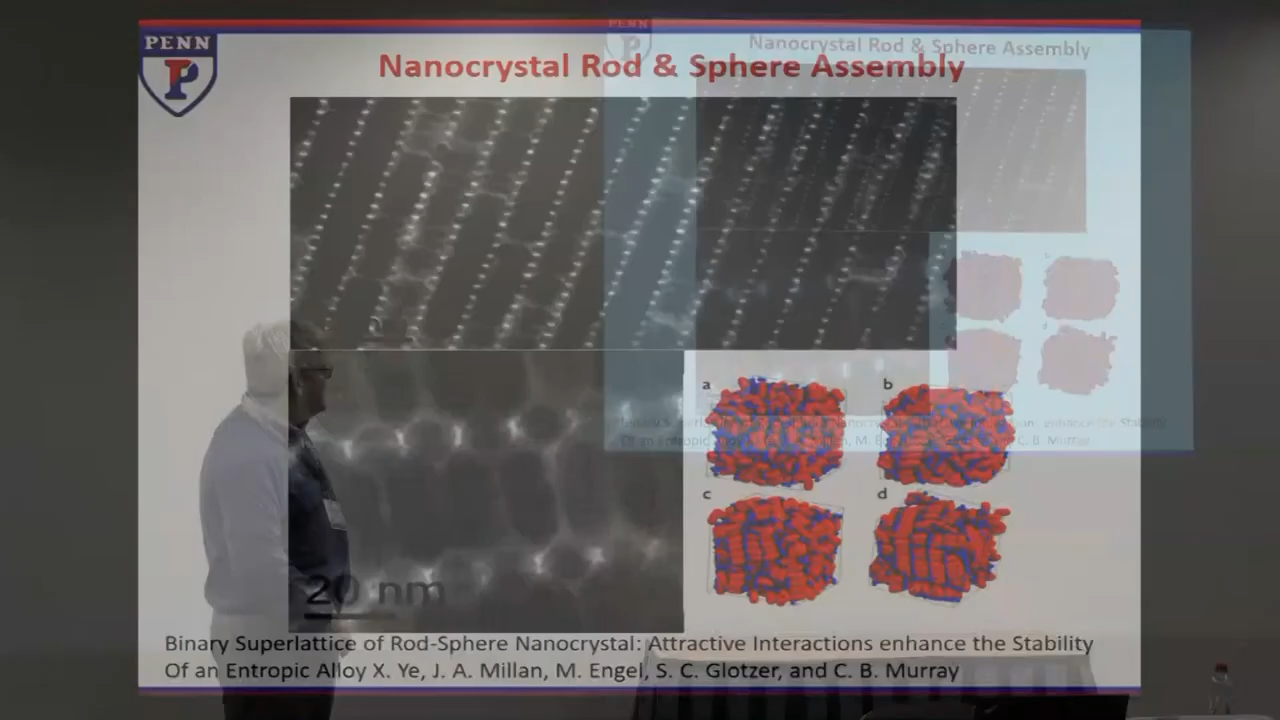 PENN
P
Nanocrystal Rod & Sphere Assembly
Nanocrystal Rod & Sphere Assembly
a
b
c
d
20 nm
Binary Superlattice of Rod-Sphere Nanocrystal: Attractive Interactions enhance the Stability
Of an Entropic Alloy X. Ye, J. A. Millan, M. Engel, S. C. Glotzer, and C. B. Murray